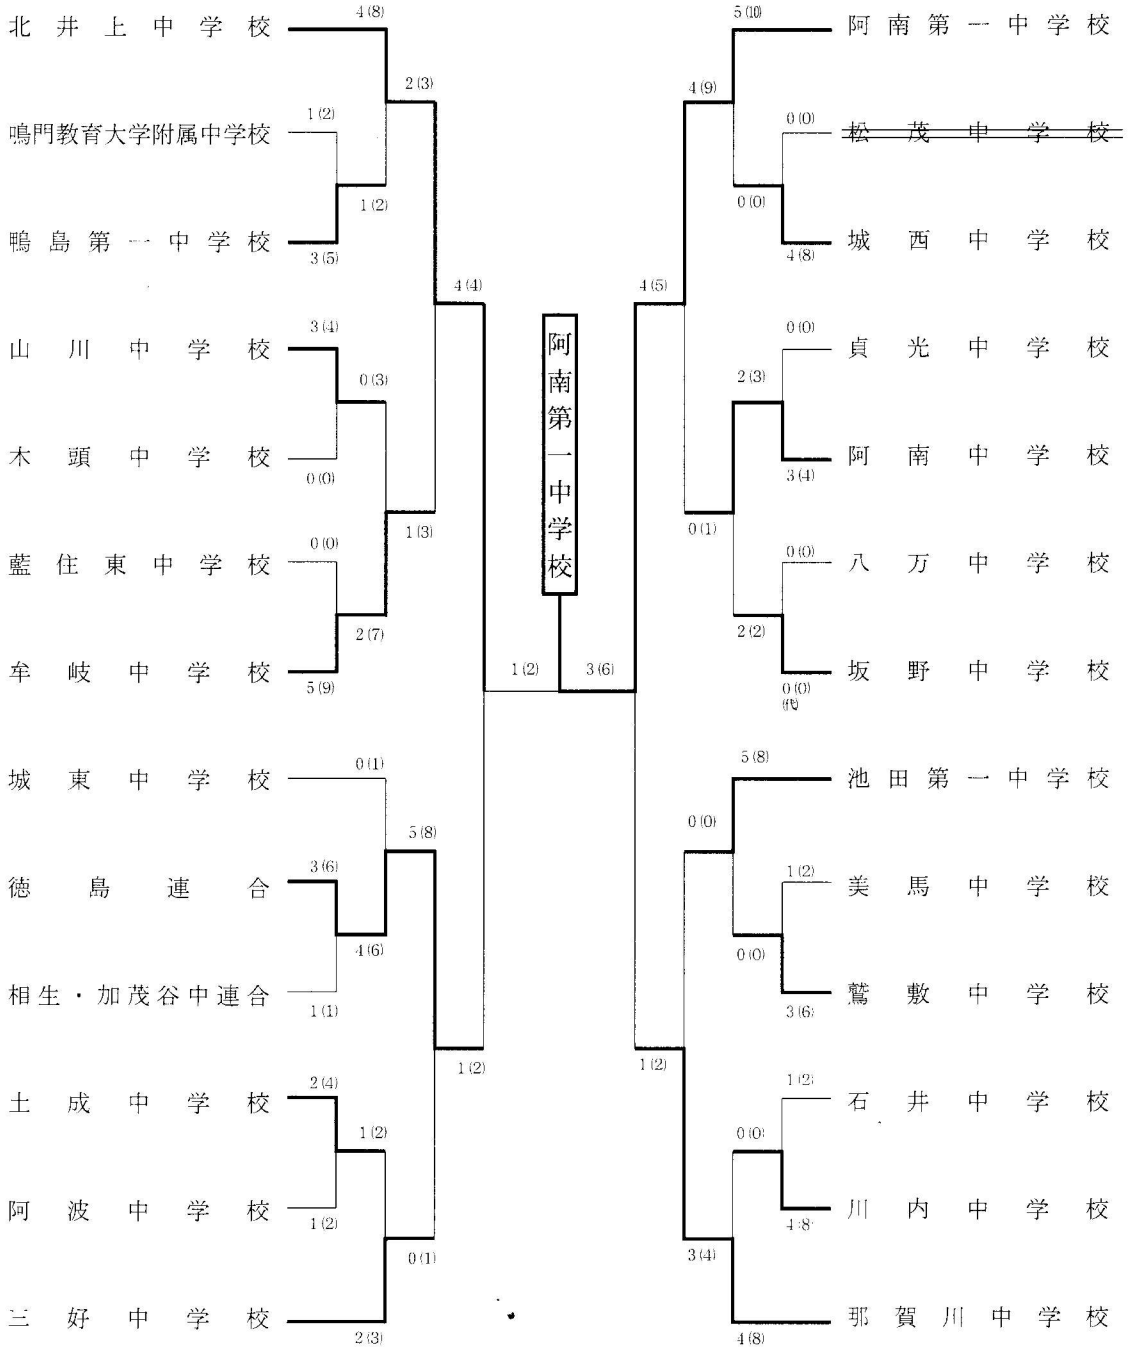 北井上中学校
4(8)
2(3)
鳴門教育大学附属中学校
1(2)
1(2)
鴨島第一中学校
3(5)
4(4)
山川中学校
3(4)
0(3)
木頭中学校
0(0)
1(3)
藍住東中学校
0(0)
2(7)
牟岐中学校
5(9)
1(2)
城東中学校
0(1)
5(8)
徳島連合
3(6)
4(6)
相生・加茂谷中連合
1(1)
1(2)
土成中学校
2(4)
1(2)
阿波中学校
1(2)
0(1)
三好中学校
2(3)
阿南第一中学校
3(6)
5(10)
阿南第一中学校
4(9)
0(0)
松茂中学校
0(0)
4(8)
城西中学校
4(5)
0(0)
貞光中学校
2(3)
3(4)
阿南中学校
0(1)
0(0)
八万中学校
2(2)
0(0)
(代)
坂野中学校
5(8)
池田第一中学校
0(0)
1(2)
美馬中学校
0(0)
3(6)
鷲敷中学校
1(2)
1(2)
石井中学校
0(0)
4(8)
川内中学校
3(4)
4(8)
那賀川中学校